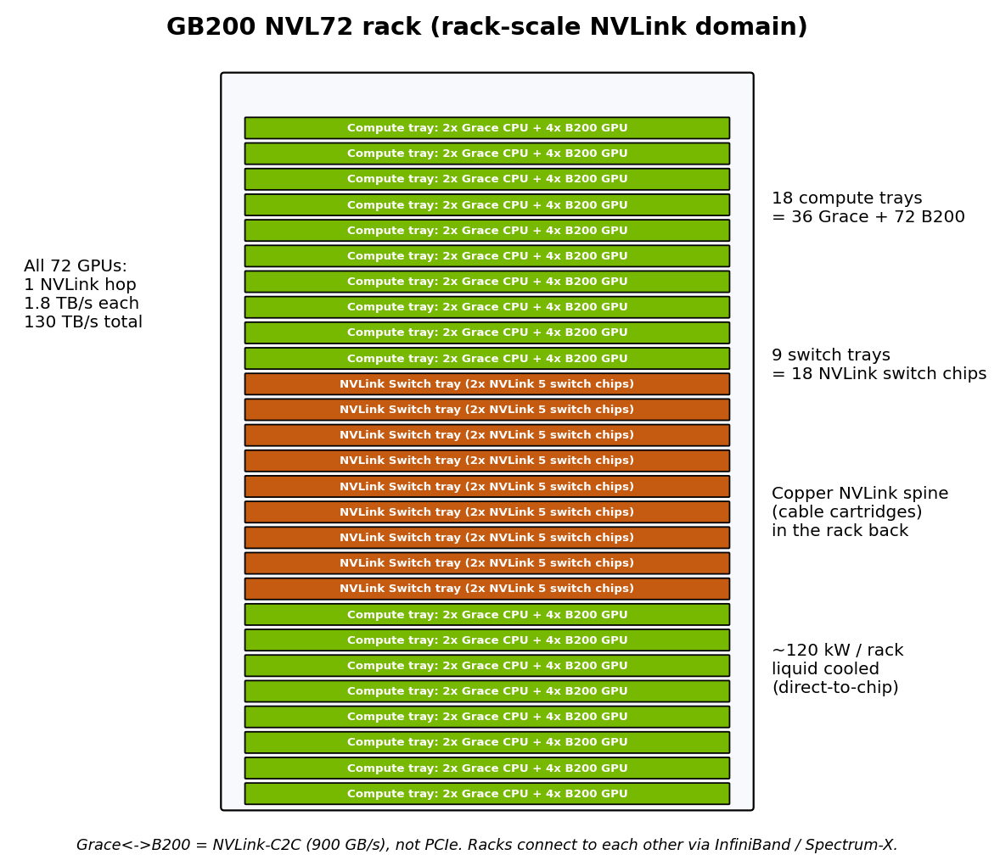 GB200 NVL72 rack (rack-scale NVLink domain)
Compute tray: 2x Grace CPU + 4x B200 GPU
Compute tray: 2x Grace CPU + 4x B200 GPU
Compute tray: 2x Grace CPU + 4x B200 GPU
Compute tray: 2x Grace CPU + 4x B200 GPU
Compute tray: 2x Grace CPU + 4x B200 GPU
Compute tray: 2x Grace CPU + 4x B200 GPU
Compute tray: 2x Grace CPU + 4x B200 GPU
Compute tray: 2x Grace CPU + 4x B200 GPU
Compute tray: 2x Grace CPU + 4x B200 GPU
Compute tray: 2x Grace CPU + 4x B200 GPU
NVLink Switch tray (2x NVLink 5 switch chips)
NVLink Switch tray (2x NVLink 5 switch chips)
NVLink Switch tray (2x NVLink 5 switch chips)
NVLink Switch tray (2x NVLink 5 switch chips)
NVLink Switch tray (2x NVLink 5 switch chips)
NVLink Switch tray (2x NVLink 5 switch chips)
NVLink Switch tray (2x NVLink 5 switch chips)
NVLink Switch tray (2x NVLink 5 switch chips)
NVLink Switch tray (2x NVLink 5 switch chips)
Compute tray: 2x Grace CPU + 4x B200 GPU
Compute tray: 2x Grace CPU + 4x B200 GPU
Compute tray: 2x Grace CPU + 4x B200 GPU
Compute tray: 2x Grace CPU + 4x B200 GPU
Compute tray: 2x Grace CPU + 4x B200 GPU
Compute tray: 2x Grace CPU + 4x B200 GPU
Compute tray: 2x Grace CPU + 4x B200 GPU
Compute tray: 2x Grace CPU + 4x B200 GPU
All 72 GPUs:
1 NVLink hop
1.8 TB/s each
130 TB/s total
18 compute trays
= 36 Grace + 72 B200
9 switch trays
= 18 NVLink switch chips
Copper NVLink spine
(cable cartridges)
in the rack back
~120 kW / rack
liquid cooled
(direct-to-chip)
Grace<->B200 = NVLink-C2C (900 GB/s), not PCIe. Racks connect to each other via InfiniBand / Spectrum-X.